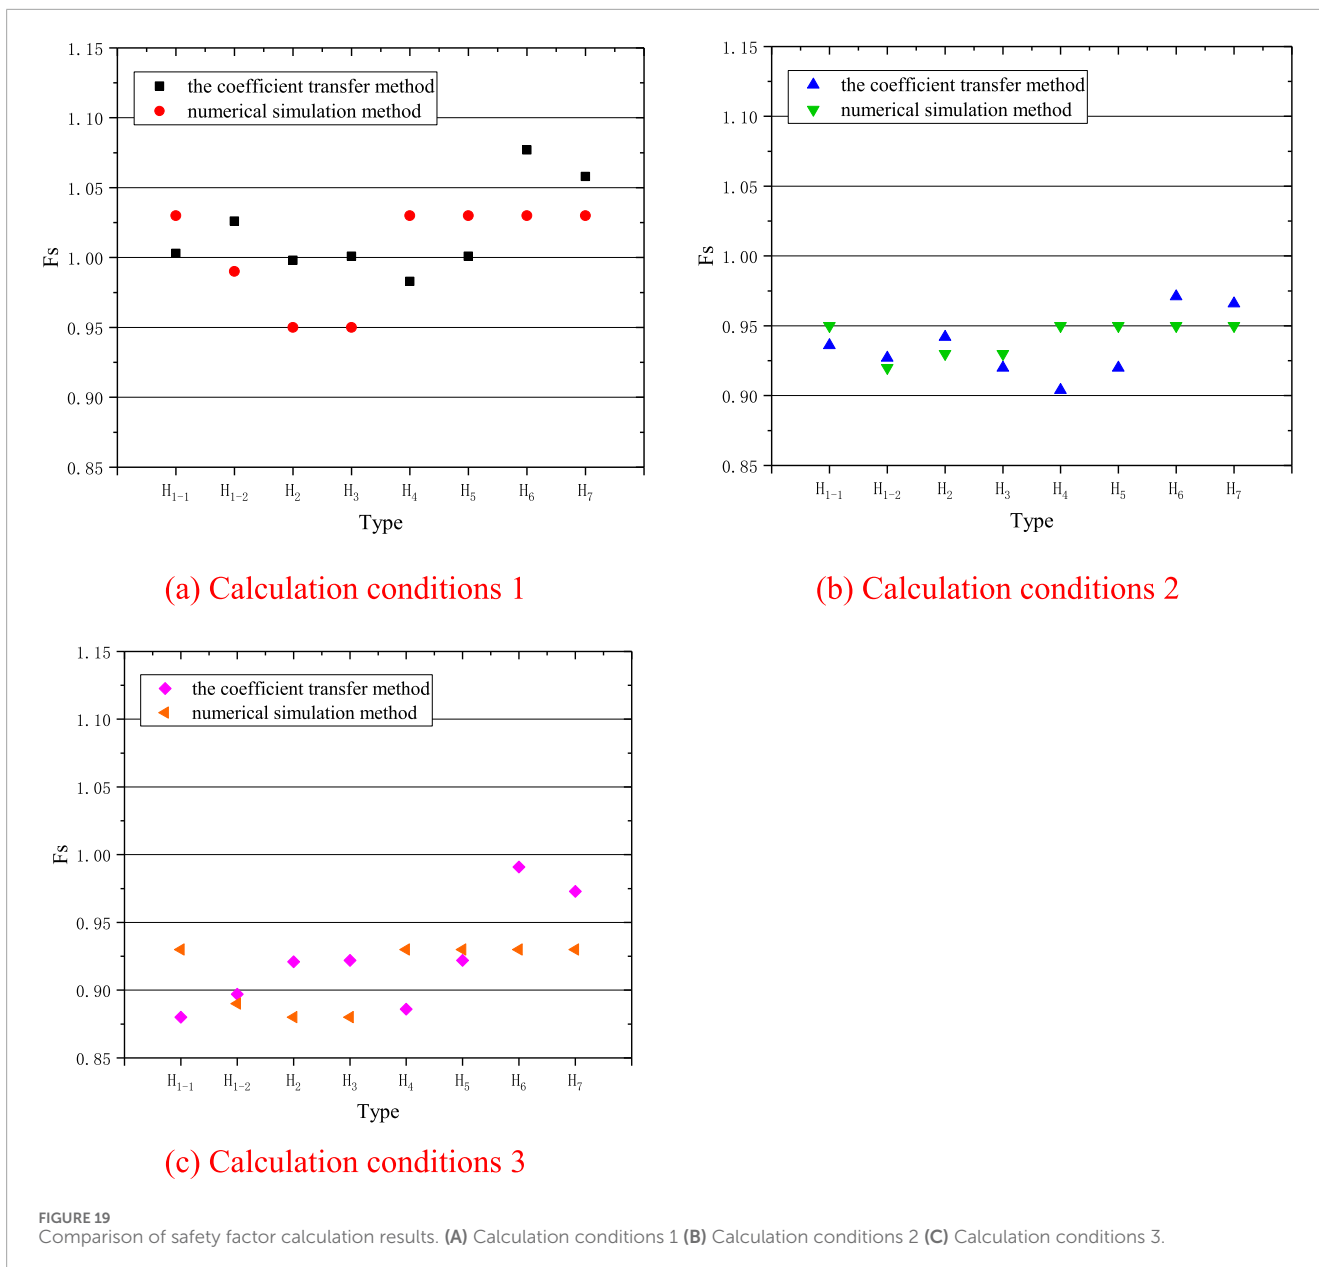 1.15
the coefficient transfer method
numerical simulation method
1.10
1.05
1.00
0.95
0.90
0.85
Fs
H1-1 H1-2 H2 H3 H4 H5 H6 H7
Type
(a) Calculation conditions 1
1.15
the coefficient transfer method
numerical simulation method
1.10
1.05
1.00
0.95
0.90
0.85
Fs
H1-1 H1-2 H2 H3 H4 H5 H6 H7
Type
(b) Calculation conditions 2
1.15
the coefficient transfer method
numerical simulation method
1.10
1.05
1.00
0.95
0.90
0.85
Fs
H1-1 H1-2 H2 H3 H4 H5 H6 H7
Type
(c) Calculation conditions 3
FIGURE 19
Comparison of safety factor calculation results. (A) Calculation conditions 1 (B) Calculation conditions 2 (C) Calculation conditions 3.